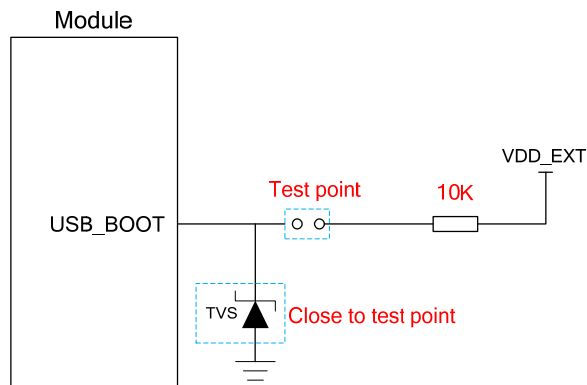 Module
VDD_EXT
Test point
10K
USB_BOOT
TVS
Close to test point